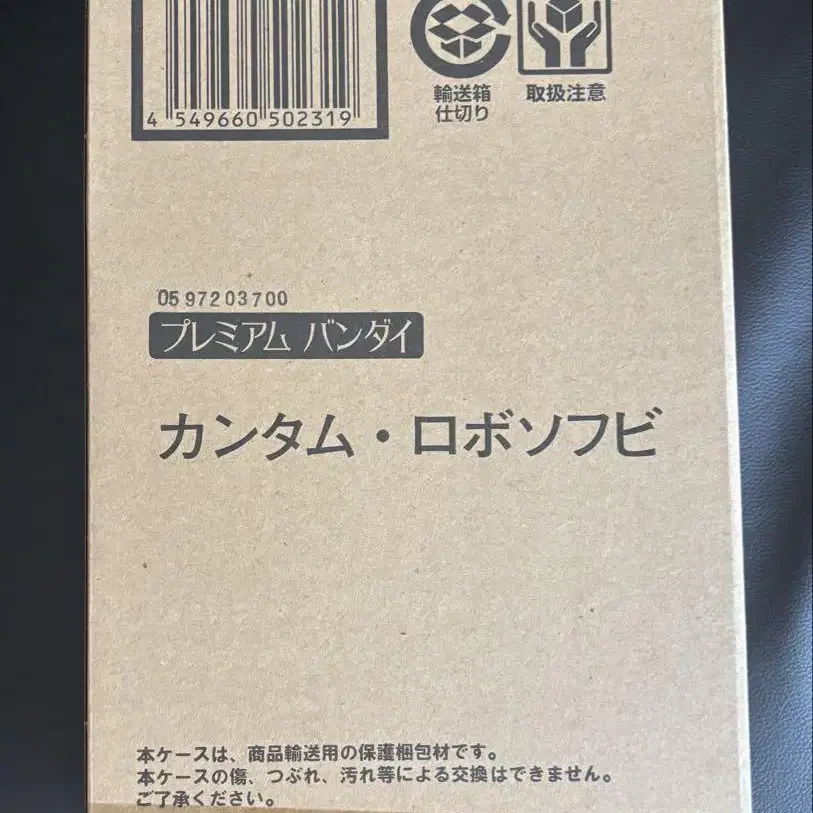 4 549660 502319
輸送箱
仕切り
取扱注意
05 97203700
プレミアム バンダイ
カンタム・ロボソフビ
本ケースは、商品輸送用の保護梱包材です。
本ケースの傷、つぶれ、汚れ等による交換はできません。
ご了承ください。